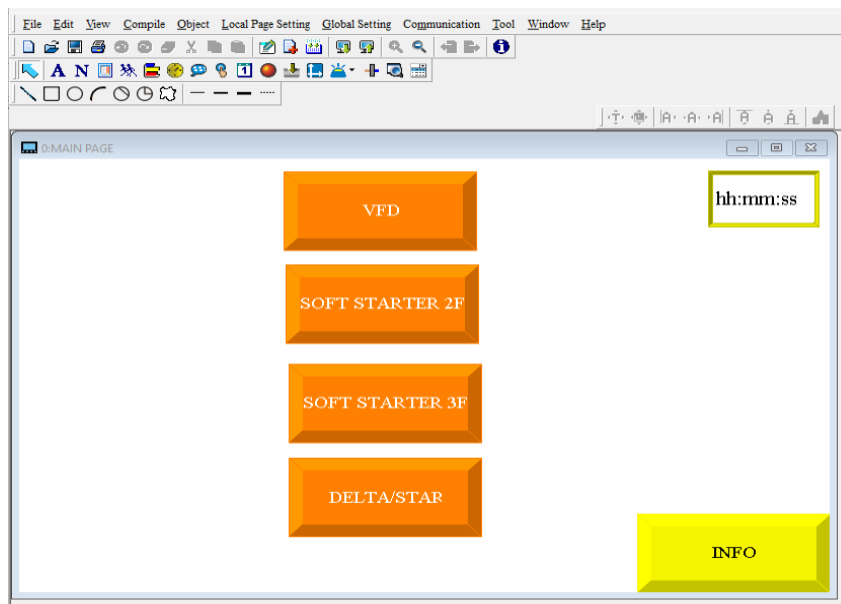 File Edit View Compile Object Local Page Setting Global Setting Communication Tool Window Help
A N
0:MAIN PAGE
VFD
hh:mm:ss
SOFT STARTER 2F
SOFT STARTER 3F
DELTA/STAR
INFO